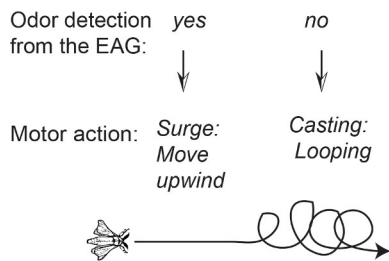 Odor detection yes no
from the EAG:
Motor action: Surge: Casting:
Move Looping
upwind